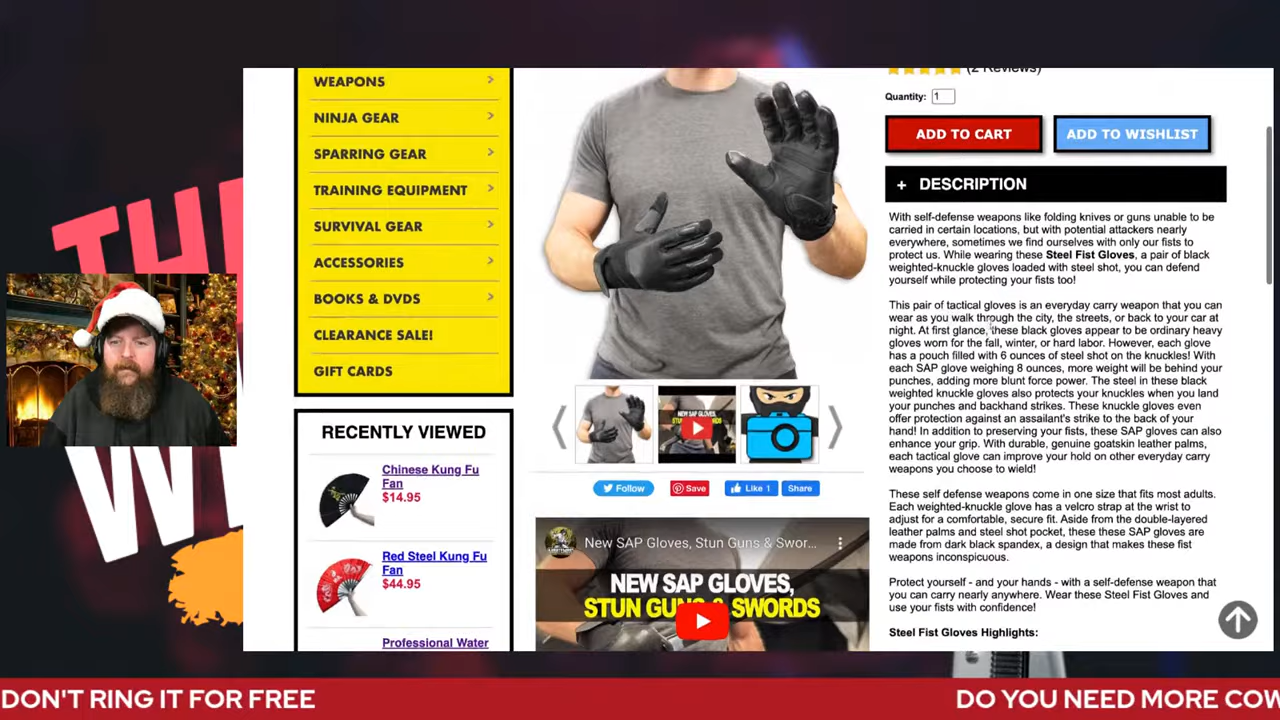 WEAPONS
NINJA GEAR
SPARRING GEAR
TRAINING EQUIPMENT
SURVIVAL GEAR
ACCESSORIES
BOOKS & DVDS
CLEARANCE SALE!
GIFT CARDS
RECENTLY VIEWED
Chinese Kung Fu
Fan
$14.95
Red Steel Kung Fu
Fan
$44.95
Professional Water
NEW SAP GLOVES,
Follow
Save
Like 1
Share
New SAP Gloves, Stun Guns & Swor...
NEW SAP GLOVES,
STUN GUNS & SWORDS
(2 Reviews)
Quantity: 1
ADD TO CART
ADD TO WISHLIST
+ DESCRIPTION
With self-defense weapons like folding knives or guns unable to be
carried in certain locations, but with potential attackers nearly
everywhere, sometimes we find ourselves with only our fists to
protect us. While wearing these Steel Fist Gloves, a pair of black
weighted-knuckle gloves loaded with steel shot, you can defend
yourself while protecting your fists too!
This pair of tactical gloves is an everyday carry weapon that you can
wear as you walk through the city, the streets, or back to your car at
night. At first glance, these black gloves appear to be ordinary heavy
gloves worn for the fall, winter, or hard labor. However, each glove
has a pouch filled with 6 ounces of steel shot on the knuckles! With
each SAP glove weighing 8 ounces, more weight will be behind your
punches, adding more blunt force power. The steel in these black
weighted knuckle gloves also protects your knuckles when you land
your punches and backhand strikes. These knuckle gloves even
offer protection against an assailant's strike to the back of your
hand! In addition to preserving your fists, these SAP gloves can also
enhance your grip. With durable, genuine goatskin leather palms,
each tactical glove can improve your hold on other everyday carry
weapons you choose to wield!
These self defense weapons come in one size that fits most adults.
Each weighted-knuckle glove has a velcro strap at the wrist to
adjust for a comfortable, secure fit. Aside from the double-layered
leather palms and steel shot pocket, these these SAP gloves are
made from dark black spandex, a design that makes these fist
weapons inconspicuous.
Protect yourself - and your hands - with a self-defense weapon that
you can carry nearly anywhere. Wear these Steel Fist Gloves and
use your fists with confidence!
Steel Fist Gloves Highlights:
DON'T RING IT FOR FREE
DO YOU NEED MORE COW